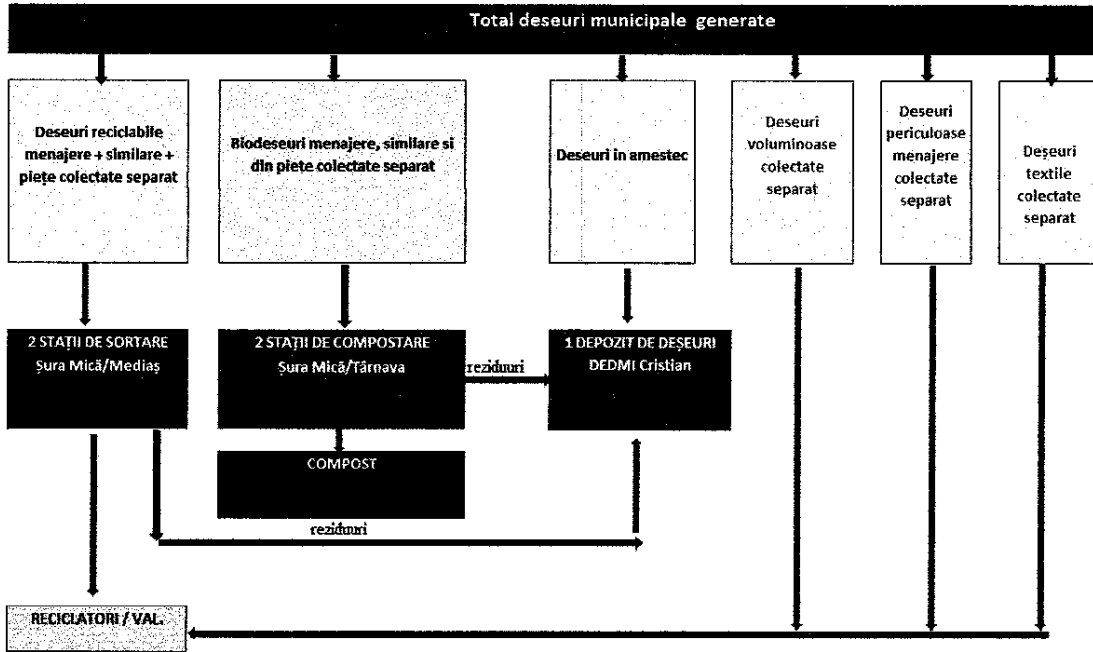 Total deseuri municipale generate
Deseuri reciclabile
menajere + similare +
piețe colectate separat
Biodeseuri menajere, similare si
din piețe colectate separat
Deseuri in amestec
Deseuri
voluminoase
colectate
separat
Deseuri
periculoase
menajere
colectate
separat
Deșeuri
textile
colectate
separat
2 STAȚII DE SORTARE
Șura Mică/Mediaș
2 STAȚII DE COMPOSTARE
Șura Mică/Târnava
reziduuri
1 DEPOZIT DE DEȘEURI
DEDMI Cristian
COMPOST
reziduuri
RECICLATORI / VAL.